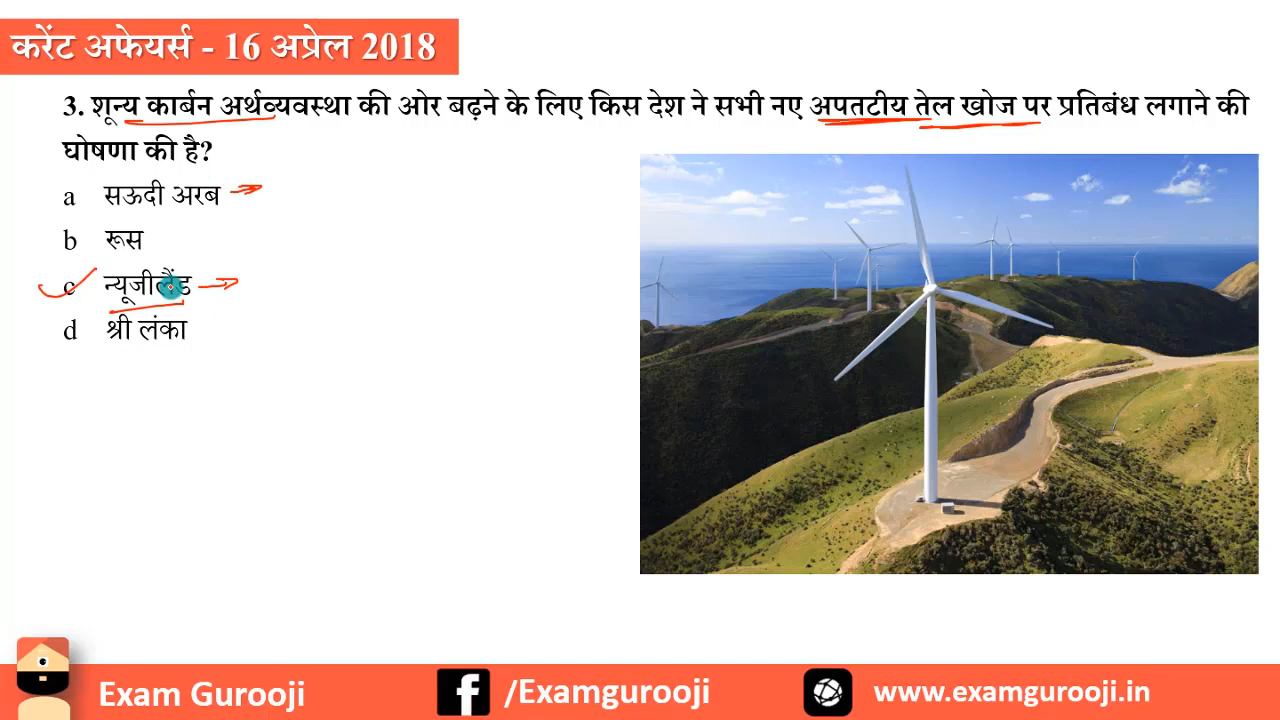 करेंट अफेयर्स - 16 अप्रेल 2018
3. शून्य कार्बन अर्थव्यवस्था की ओर बढ़ने के लिए किस देश ने सभी नए अपतटीय तेल खोज पर प्रतिबंध लगाने की
घोषणा की है?
a सऊदी अरब
b रूस
c न्यूजीलैंड
d श्री लंका
Exam Gurooji
/Examgurooji
www.examgurooji.in